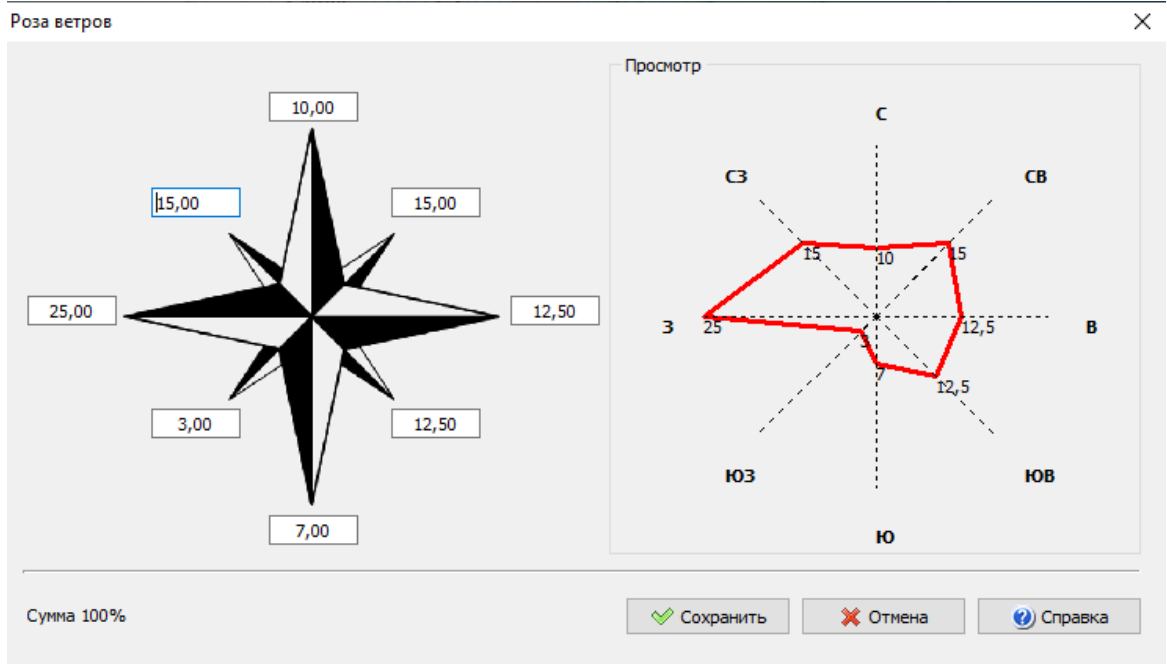 Роза ветров
10,00
15,00
15,00
25,00
12,50
3,00
12,50
7,00
Просмотр
С
СЗ
СВ
15
10
15
З
25
12,5
В
3
7
12,5
ЮЗ
ЮВ
Ю
Сумма 100%
Сохранить
Отмена
Справка